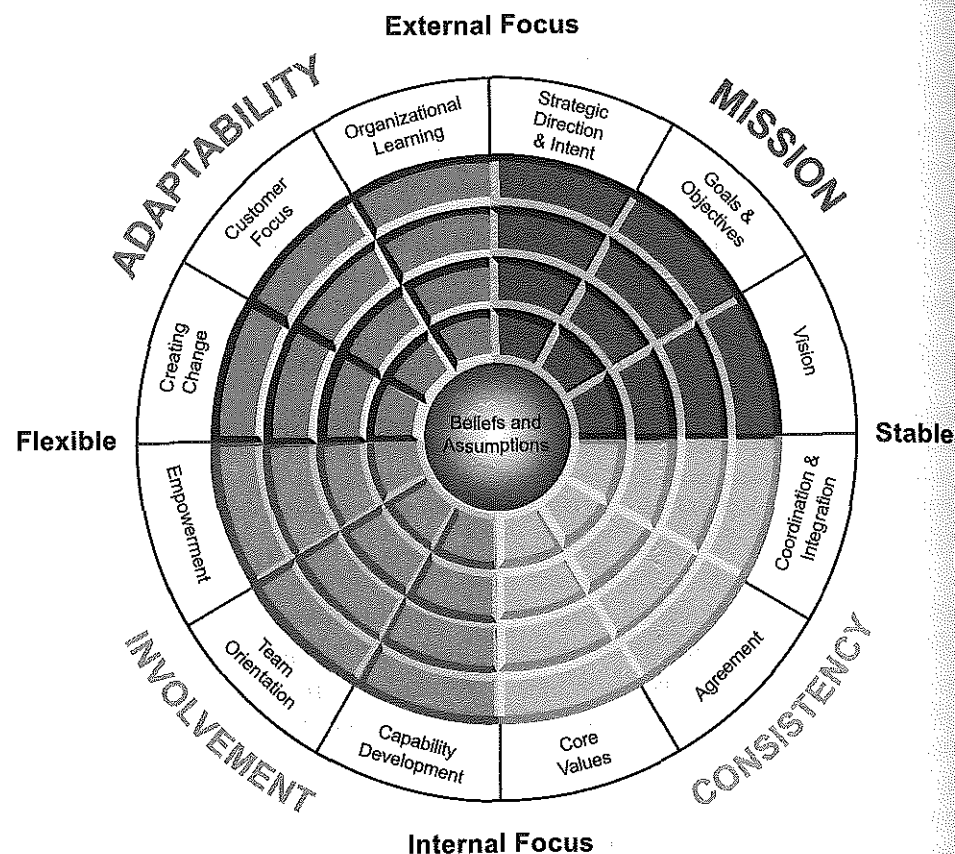 External Focus
ADAPTABILITY
MISSION
Organizational
Learning
Strategic
Direction
& Intent
Customer
Focus
Goals &
Objectives
Creating
Change
Vision
Beliefs and
Assumptions
Flexible
Stable
Empowerment
Coordination &
Integration
Team
Orientation
Agreement
Capability
Development
Core
Values
INVOLVEMENT
CONSISTENCY
Internal Focus